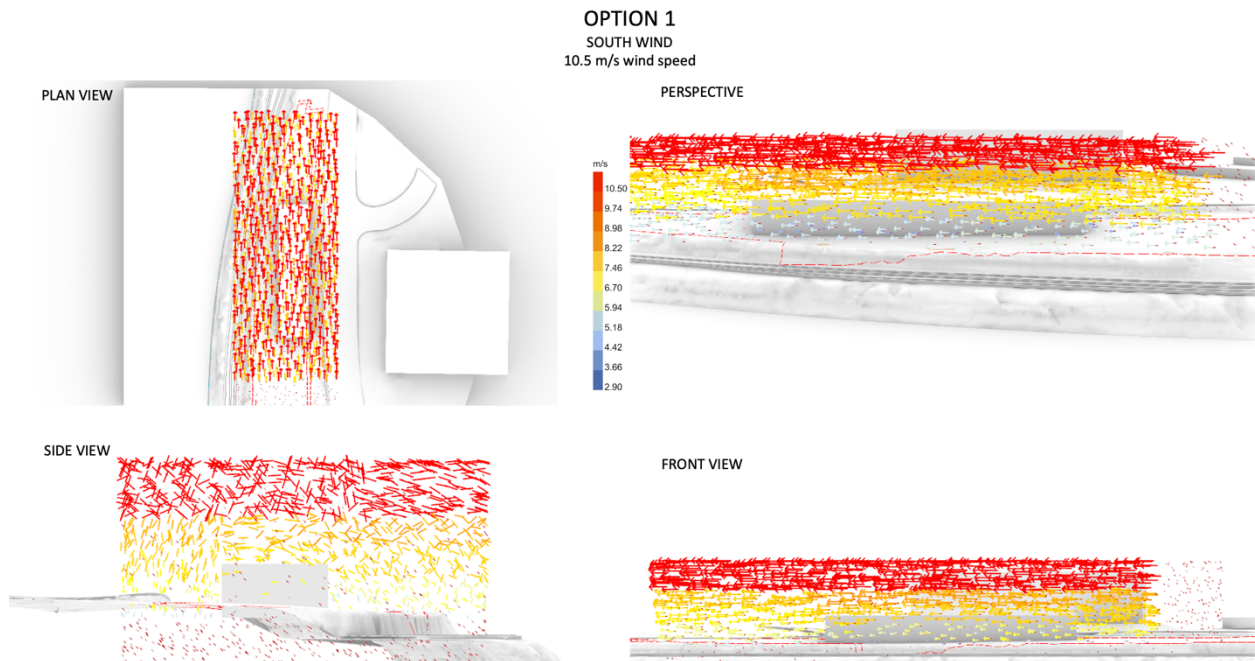 OPTION 1
SOUTH WIND
10.5 m/s wind speed
PLAN VIEW
PERSPECTIVE
m/s
10.50
9.74
8.98
8.22
7.46
6.70
5.94
5.18
4.42
3.66
2.90
SIDE VIEW
FRONT VIEW